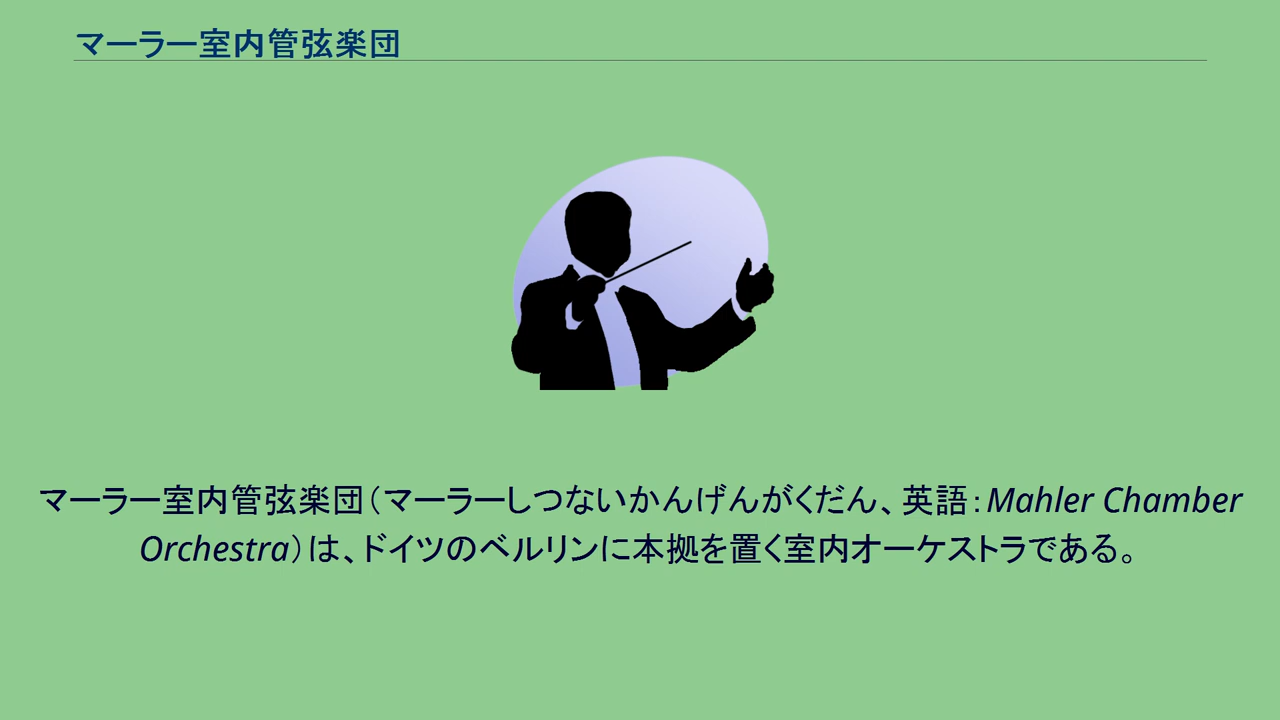 マーラー室内管弦楽団
マーラー室内管弦楽団（マーラーしつないかんげんがくだん、英語：Mahler Chamber
Orchestra）は、ドイツのベルリンに本拠を置く室内オーケストラである。